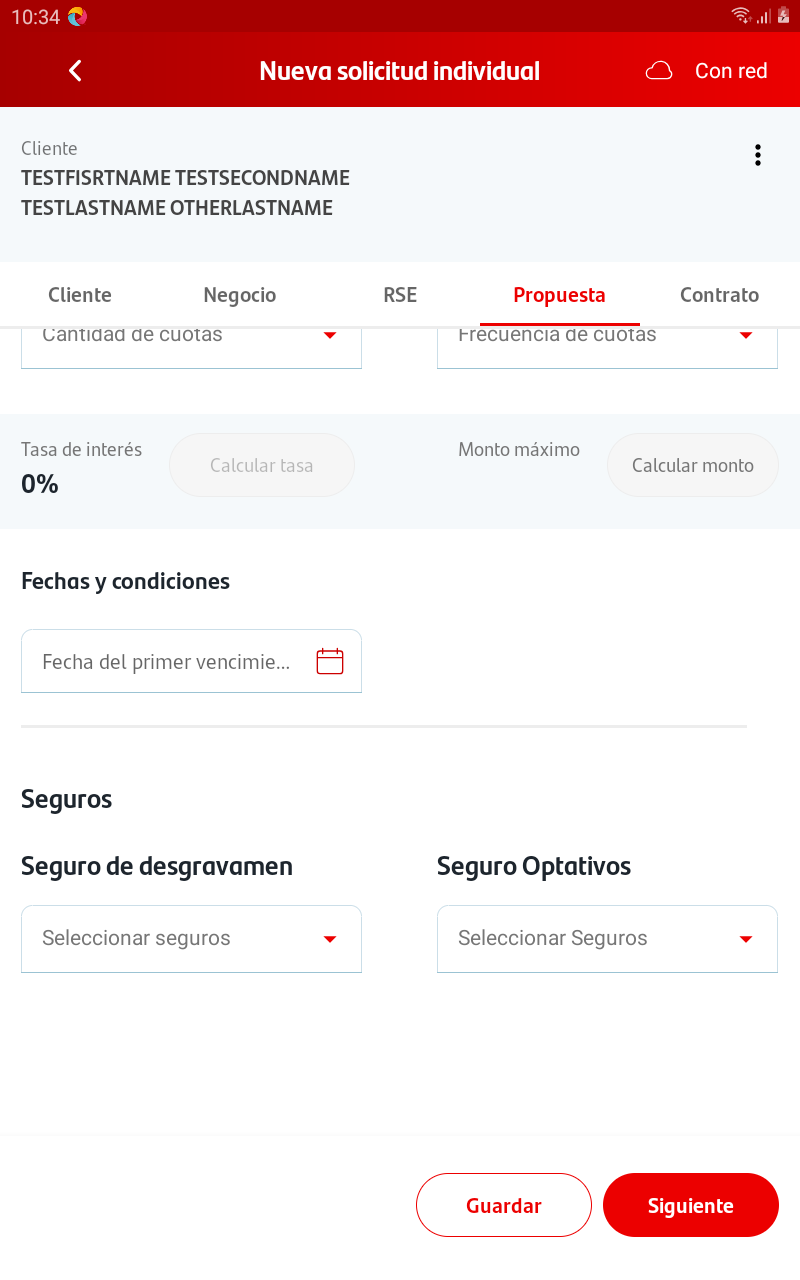 10:34
Nueva solicitud individual
Con red
Cliente
TESTFISRTNAME TESTSECONDNAME
TESTLASTNAME OTHERLASTNAME
Cliente Negocio RSE Propuesta Contrato
Cantidad de cuotas
Frecuencia de cuotas
Tasa de interés
0%
Calcular tasa
Monto máximo
Calcular monto
Fechas y condiciones
Fecha del primer vencimie...
Seguros
Seguro de desgravamen
Seguro Optativos
Seleccionar seguros
Seleccionar Seguros
Guardar
Siguiente